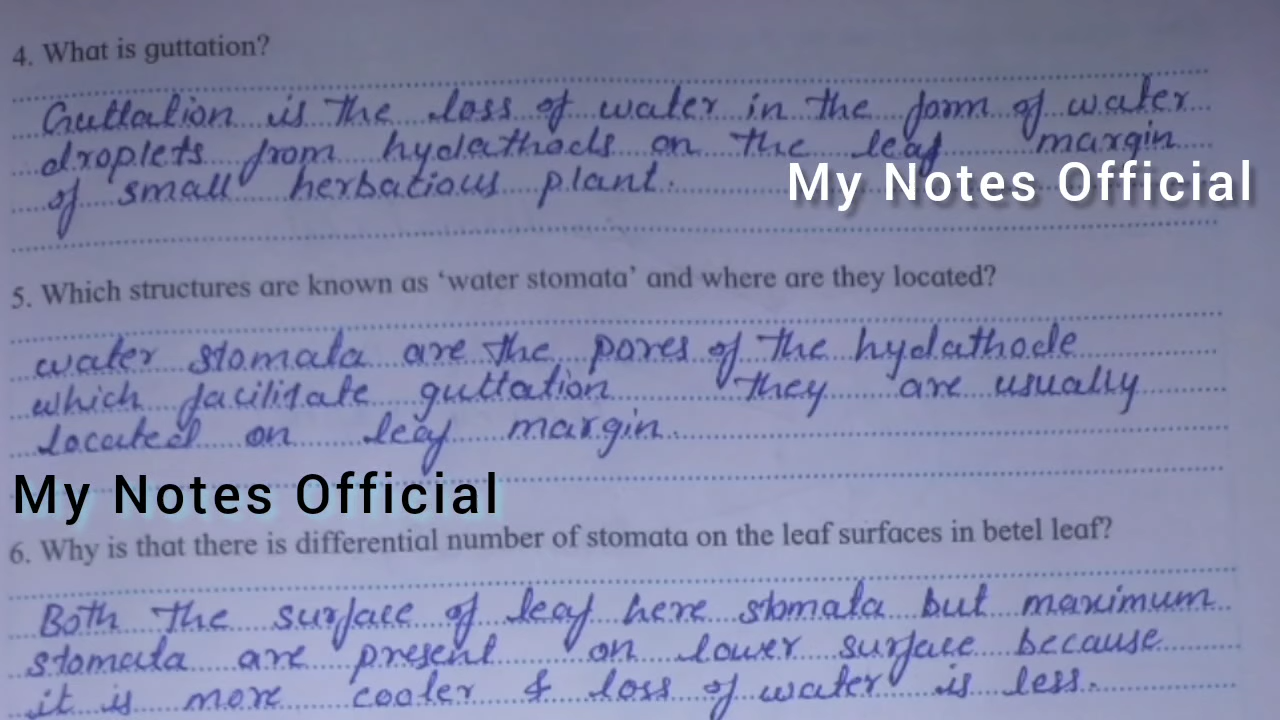 4. What is guttation?
Guttation is the loss of water in the form of water
droplets from hydathods on the leaf margin
of small herbatious plant.
My Notes Official
5. Which structures are known as ‘water stomata’ and where are they located?
water stomata are the pores of the hydathode
which facilitate guttation they are usually
located on leaf margin.
My Notes Official
6. Why is that there is differential number of stomata on the leaf surfaces in betel leaf?
Both the surface of leaf here stomata but maximum
stomata are present on lower surface because
it is more cooler & loss of water is less.